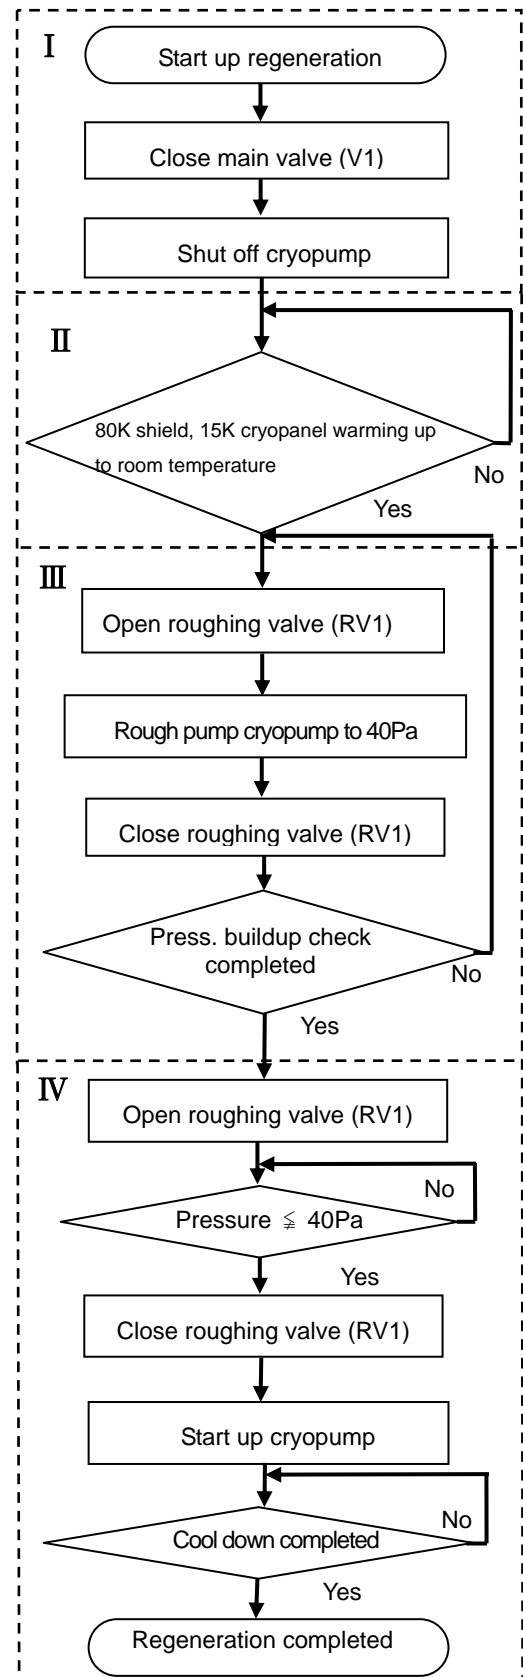 Ⅰ
Start up regeneration
Close main valve (V1)
Shut off cryopump
Ⅱ
80K shield, 15K cryopanel warming up
to room temperature
No
Yes
Ⅲ
Open roughing valve (RV1)
Rough pump cryopump to 40Pa
Close roughing valve (RV1)
Press. buildup check
completed
No
Yes
Ⅳ
Open roughing valve (RV1)
No
Pressure ≦ 40Pa
Yes
Close roughing valve (RV1)
Start up cryopump
No
Cool down completed
Yes
Regeneration completed